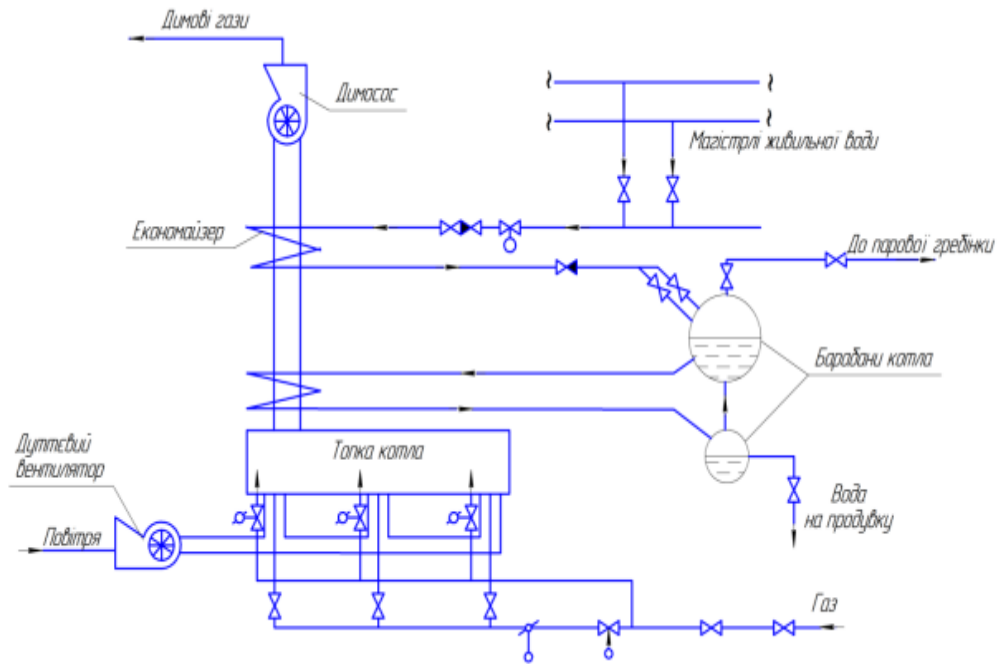 Димові гази
Димосос
Магістрлі живильної води
Економайзер
До парової гребінки
Барабани котла
Топка котла
Дуттєвий
вентилятор
Повітря
Вода
на продувку
Газ